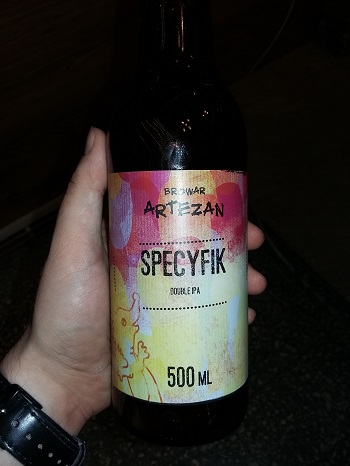 BROWAR
ARTEZAN
SPECYFIK
DOUBLE IPA
500 ML